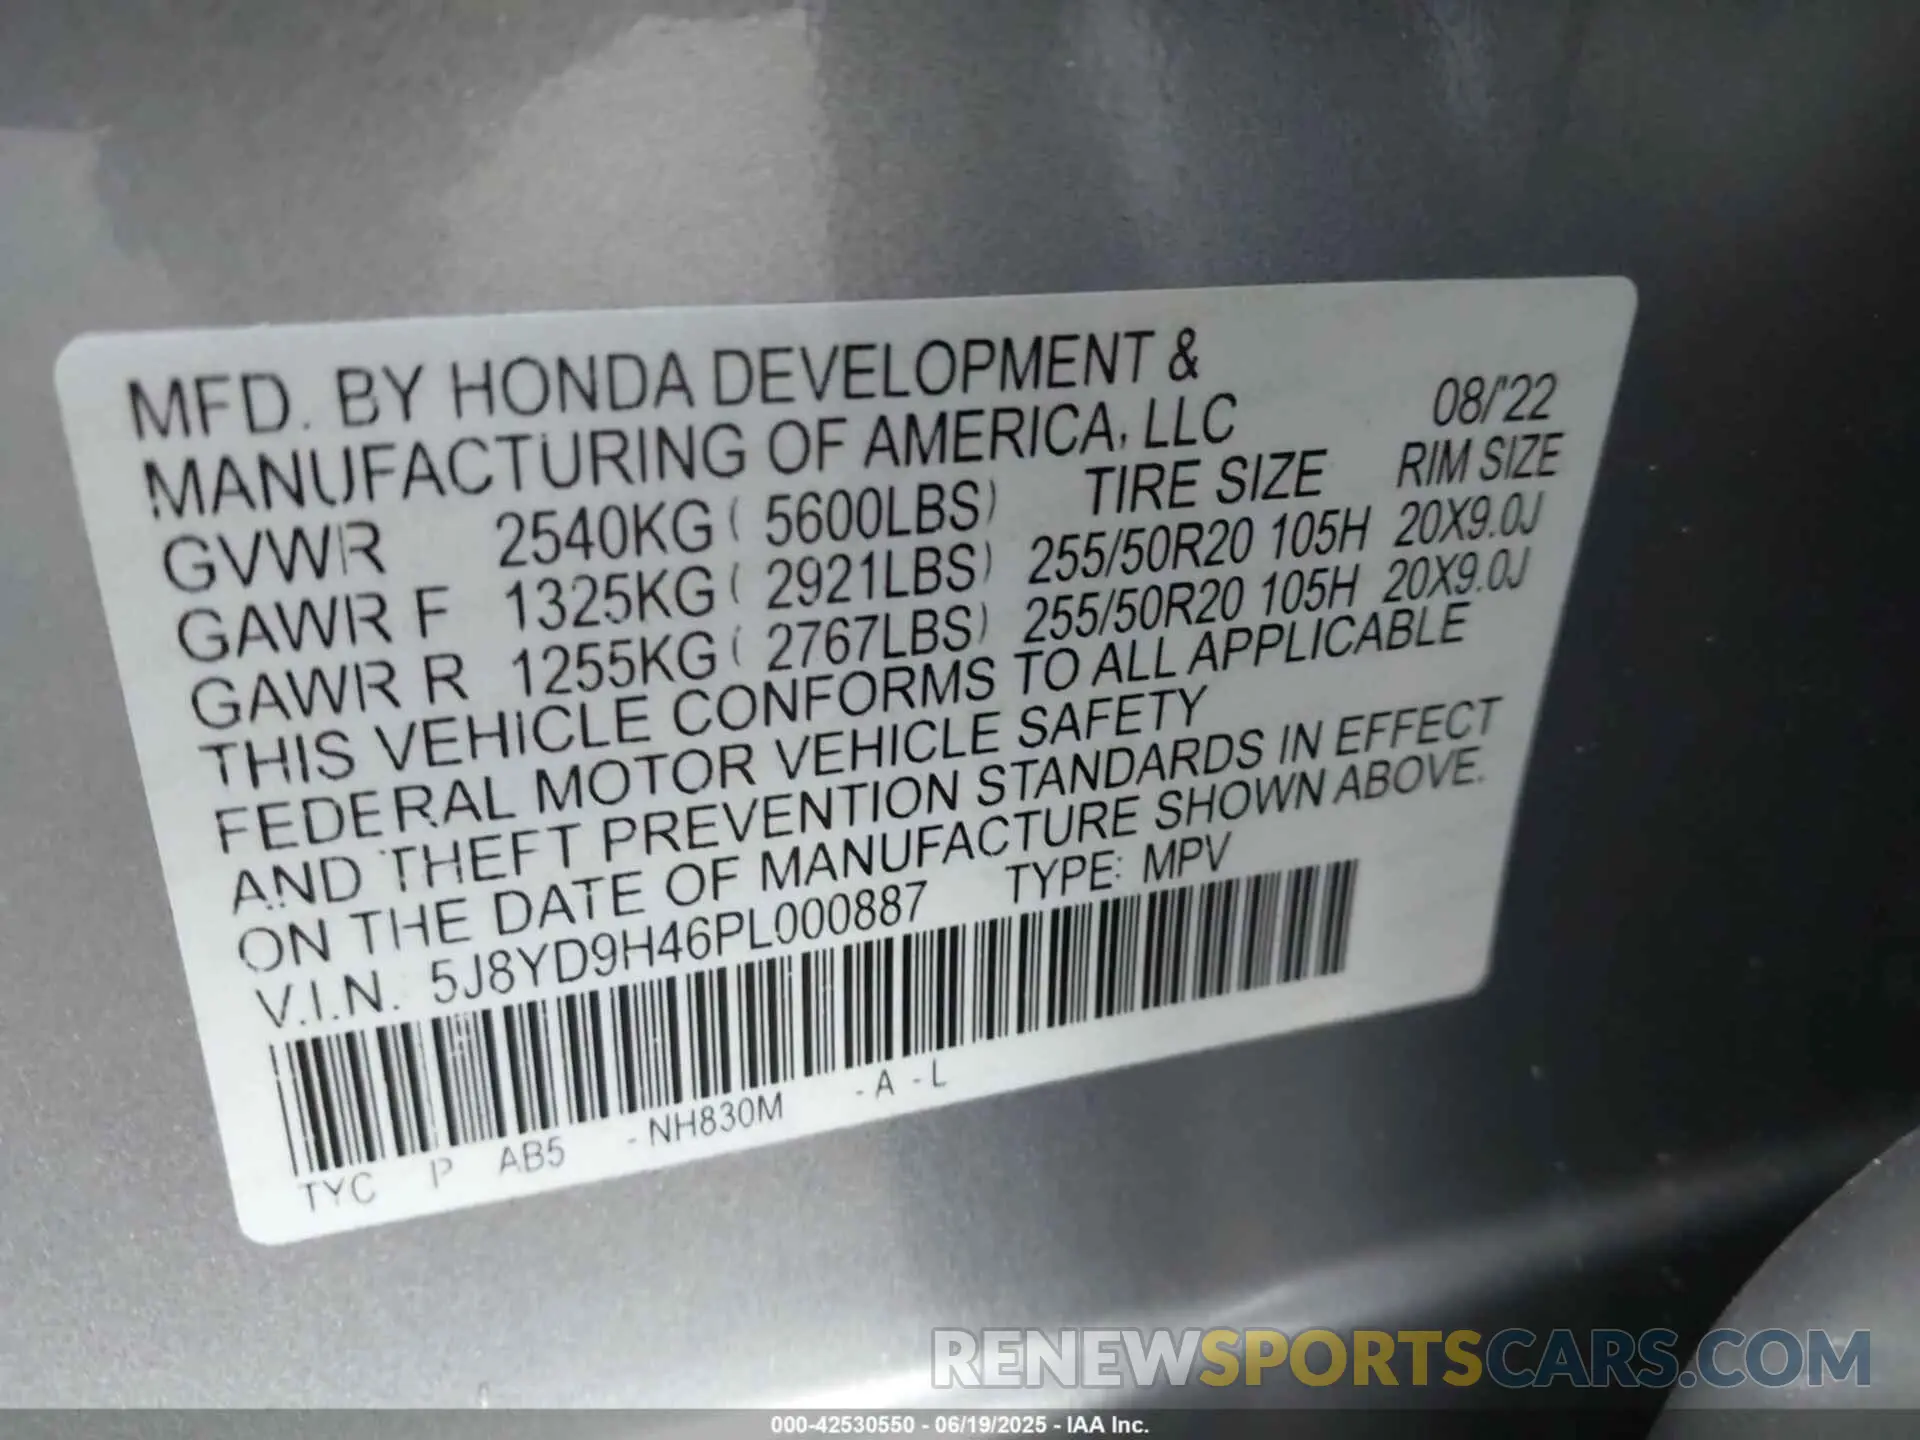 MFD. BY HONDA DEVELOPMENT &
MANUFACTURING OF AMERICA, LLC 08/'22
GVWR 2540KG ( 5600LBS) TIRE SIZE RIM SIZE
GAWR F 1325KG ( 2921LBS) 255/50R20 105H 20X9.0J
GAWR R 1255KG ( 2767LBS) 255/50R20 105H 20X9.0J
THIS VEHICLE CONFORMS TO ALL APPLICABLE
FEDERAL MOTOR VEHICLE SAFETY
AND THEFT PREVENTION STANDARDS IN EFFECT
ON THE DATE OF MANUFACTURE SHOWN ABOVE.
V.I.N. 5J8YD9H46PL000887 TYPE: MPV
TYC P AB5 -NH830M -A -L
RENEWSPORTSCARS.COM
000-42530550 - 06/19/2025 - IAA Inc.